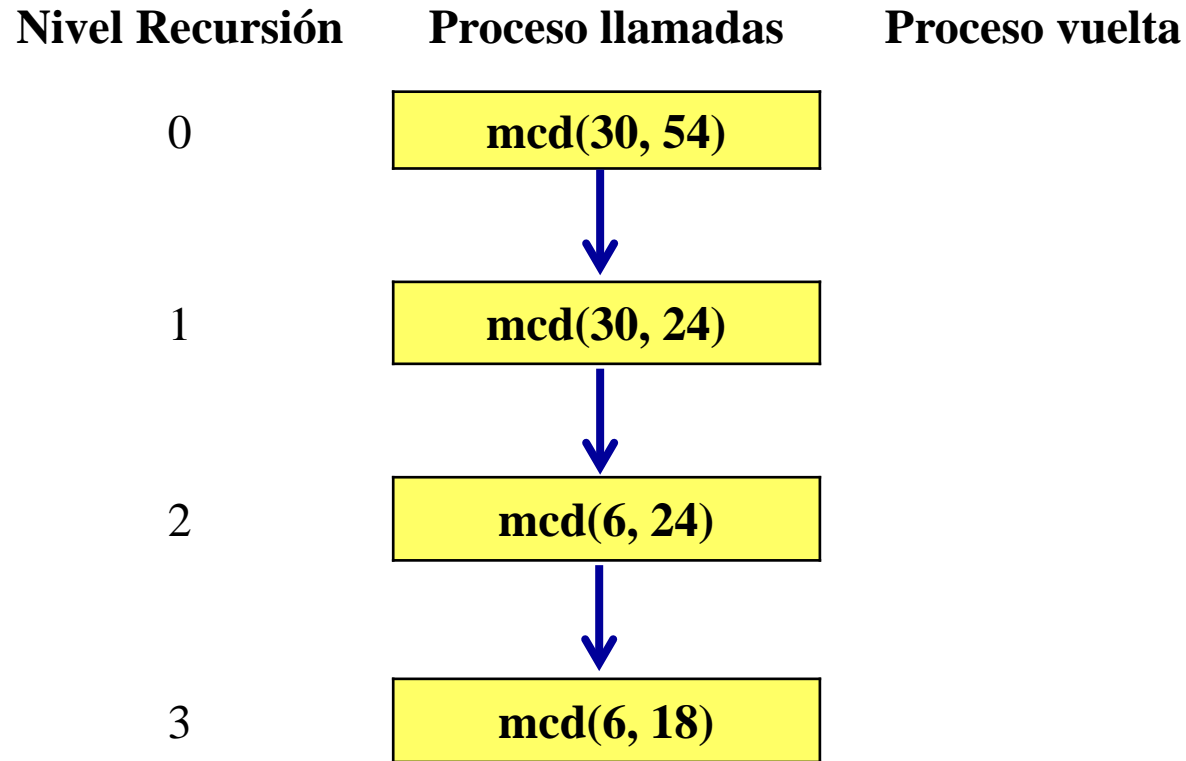 Nivel Recursión Proceso llamadas Proceso vuelta
0 mcd(30, 54)
1 mcd(30, 24)
2 mcd(6, 24)
3 mcd(6, 18)